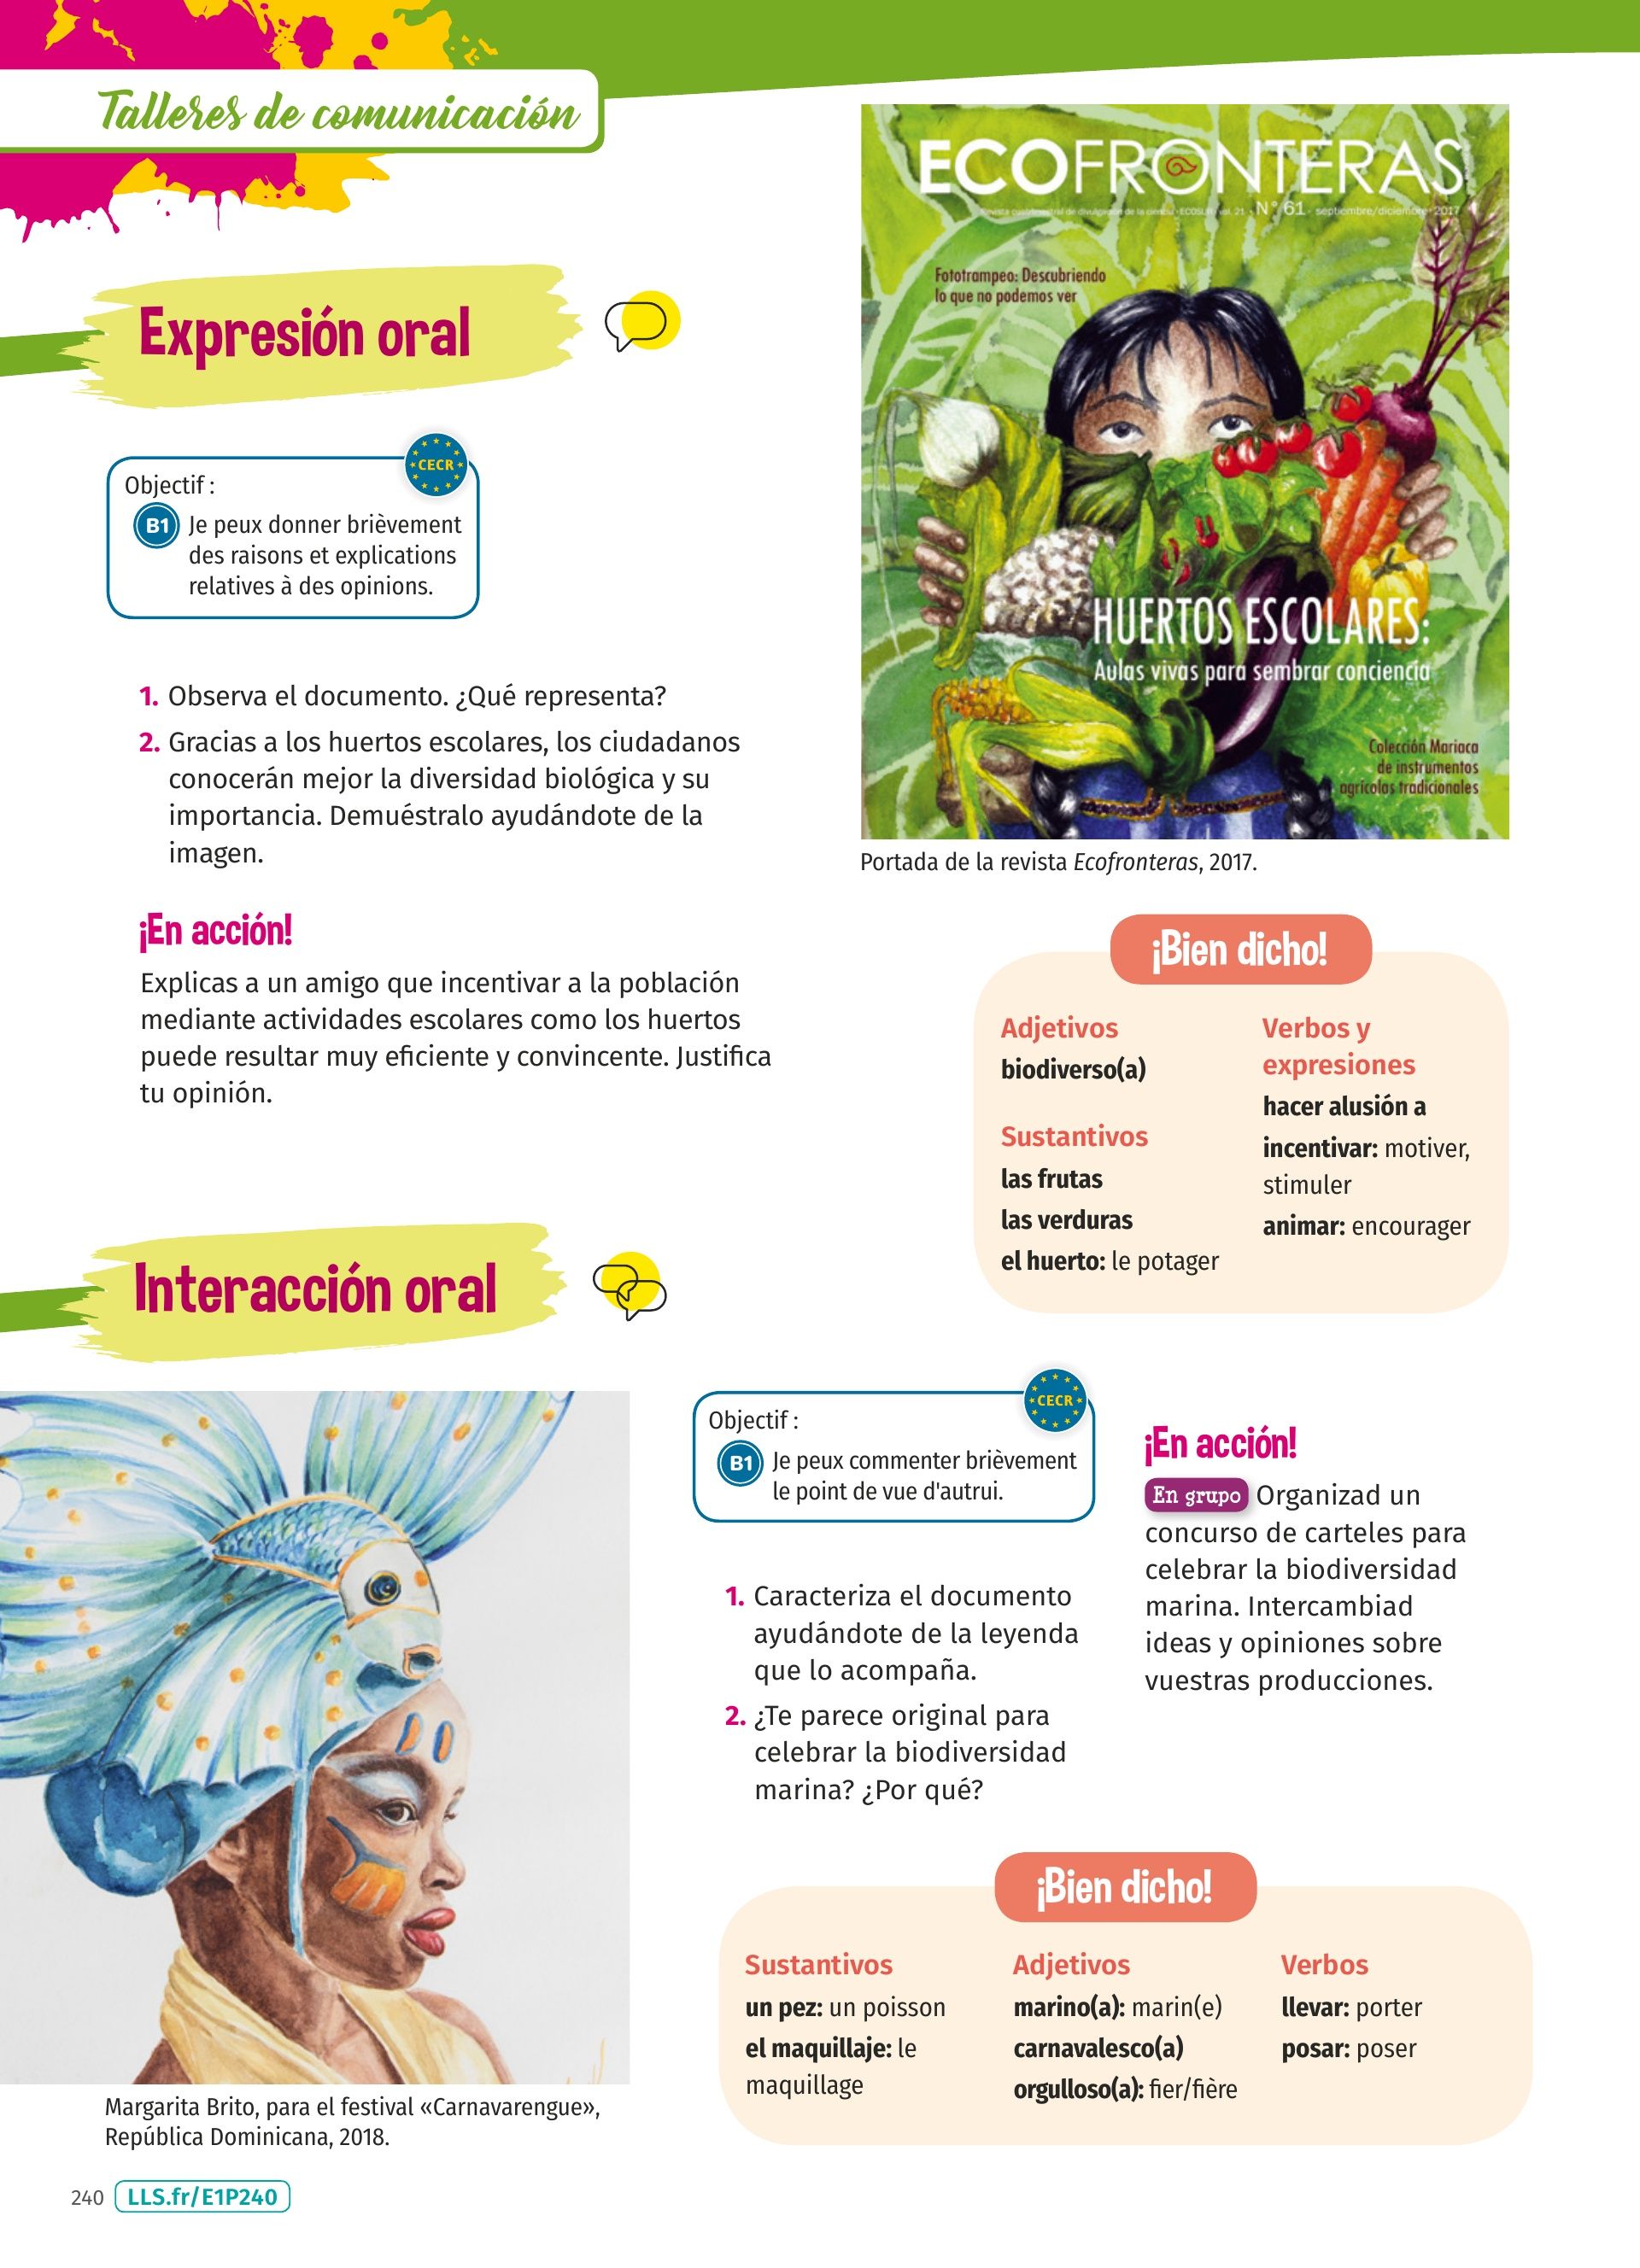 Talleres de comunicación
Expresión oral
CECR
Objectif :
B1 Je peux donner brièvement
des raisons et explications
relatives à des opinions.
1. Observa el documento. ¿Qué representa?
2. Gracias a los huertos escolares, los ciudadanos
conocerán mejor la diversidad biológica y su
importancia. Demuéstralo ayudándote de la
imagen.
¡En acción!
Explicas a un amigo que incentivar a la población
mediante actividades escolares como los huertos
puede resultar muy eficiente y convincente. Justifica
tu opinión.
ECOFRONTERAS
Revista cuatrimestral de divulgación de la ciencia · ECOSUR · vol. 21 · N° 61 · septiembre/diciembre · 2017
Fototrampeo: Descubriendo
lo que no podemos ver
HUERTOS ESCOLARES:
Aulas vivas para sembrar conciencia
Colección Mariaca
de instrumentos
agrícolas tradicionales
Portada de la revista Ecofronteras, 2017.
¡Bien dicho!
Adjetivos
biodiverso(a)
Sustantivos
las frutas
las verduras
el huerto: le potager
Verbos y
expresiones
hacer alusión a
incentivar: motiver,
stimuler
animar: encourager
Interacción oral
Margarita Brito, para el festival «Carnavarengue»,
República Dominicana, 2018.
CECR
Objectif :
B1 Je peux commenter brièvement
le point de vue d'autrui.
1. Caracteriza el documento
ayudándote de la leyenda
que lo acompaña.
2. ¿Te parece original para
celebrar la biodiversidad
marina? ¿Por qué?
¡En acción!
En grupo Organizad un
concurso de carteles para
celebrar la biodiversidad
marina. Intercambiad
ideas y opiniones sobre
vuestras producciones.
¡Bien dicho!
Sustantivos
un pez: un poisson
el maquillaje: le
maquillage
Adjetivos
marino(a): marin(e)
carnavalesco(a)
orgulloso(a): fier/fière
Verbos
llevar: porter
posar: poser
240 LLS.fr/E1P240